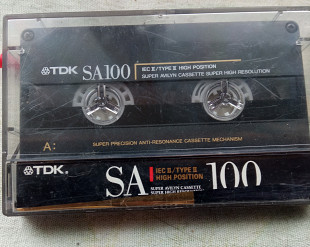 TDK SA100 IEC II/TYPE II HIGH POSITION
SUPER AVILYN CASSETTE SUPER HIGH RESOLUTION
A:
SUPER PRECISION ANTI-RESONANCE CASSETTE MECHANISM
TDK. SA IEC II/TYPE II HIGH POSITION 100
SUPER AVILYN CASSETTE
SUPER HIGH RESOLUTION